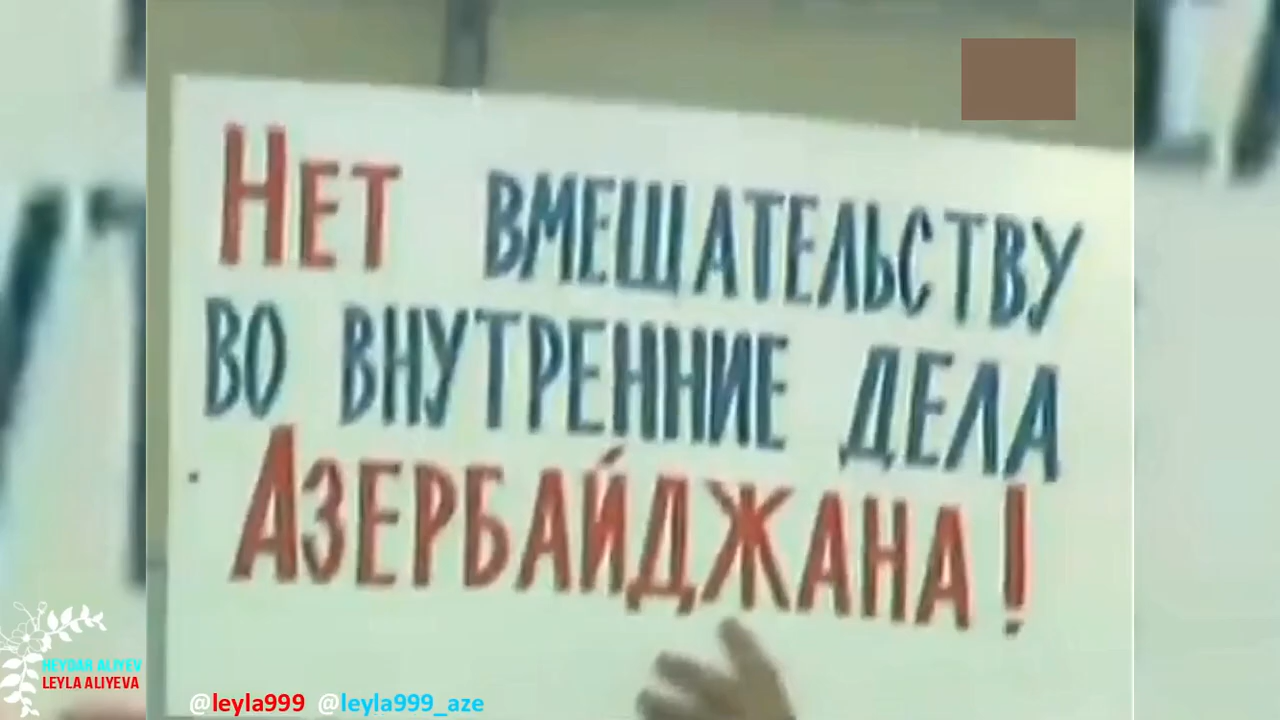 Нет вмешательству
во внутренние дела
Азербайджана!
HEYDAR ALIYEV
LEYLA ALIYEVA
@leyla999 @leyla999_aze